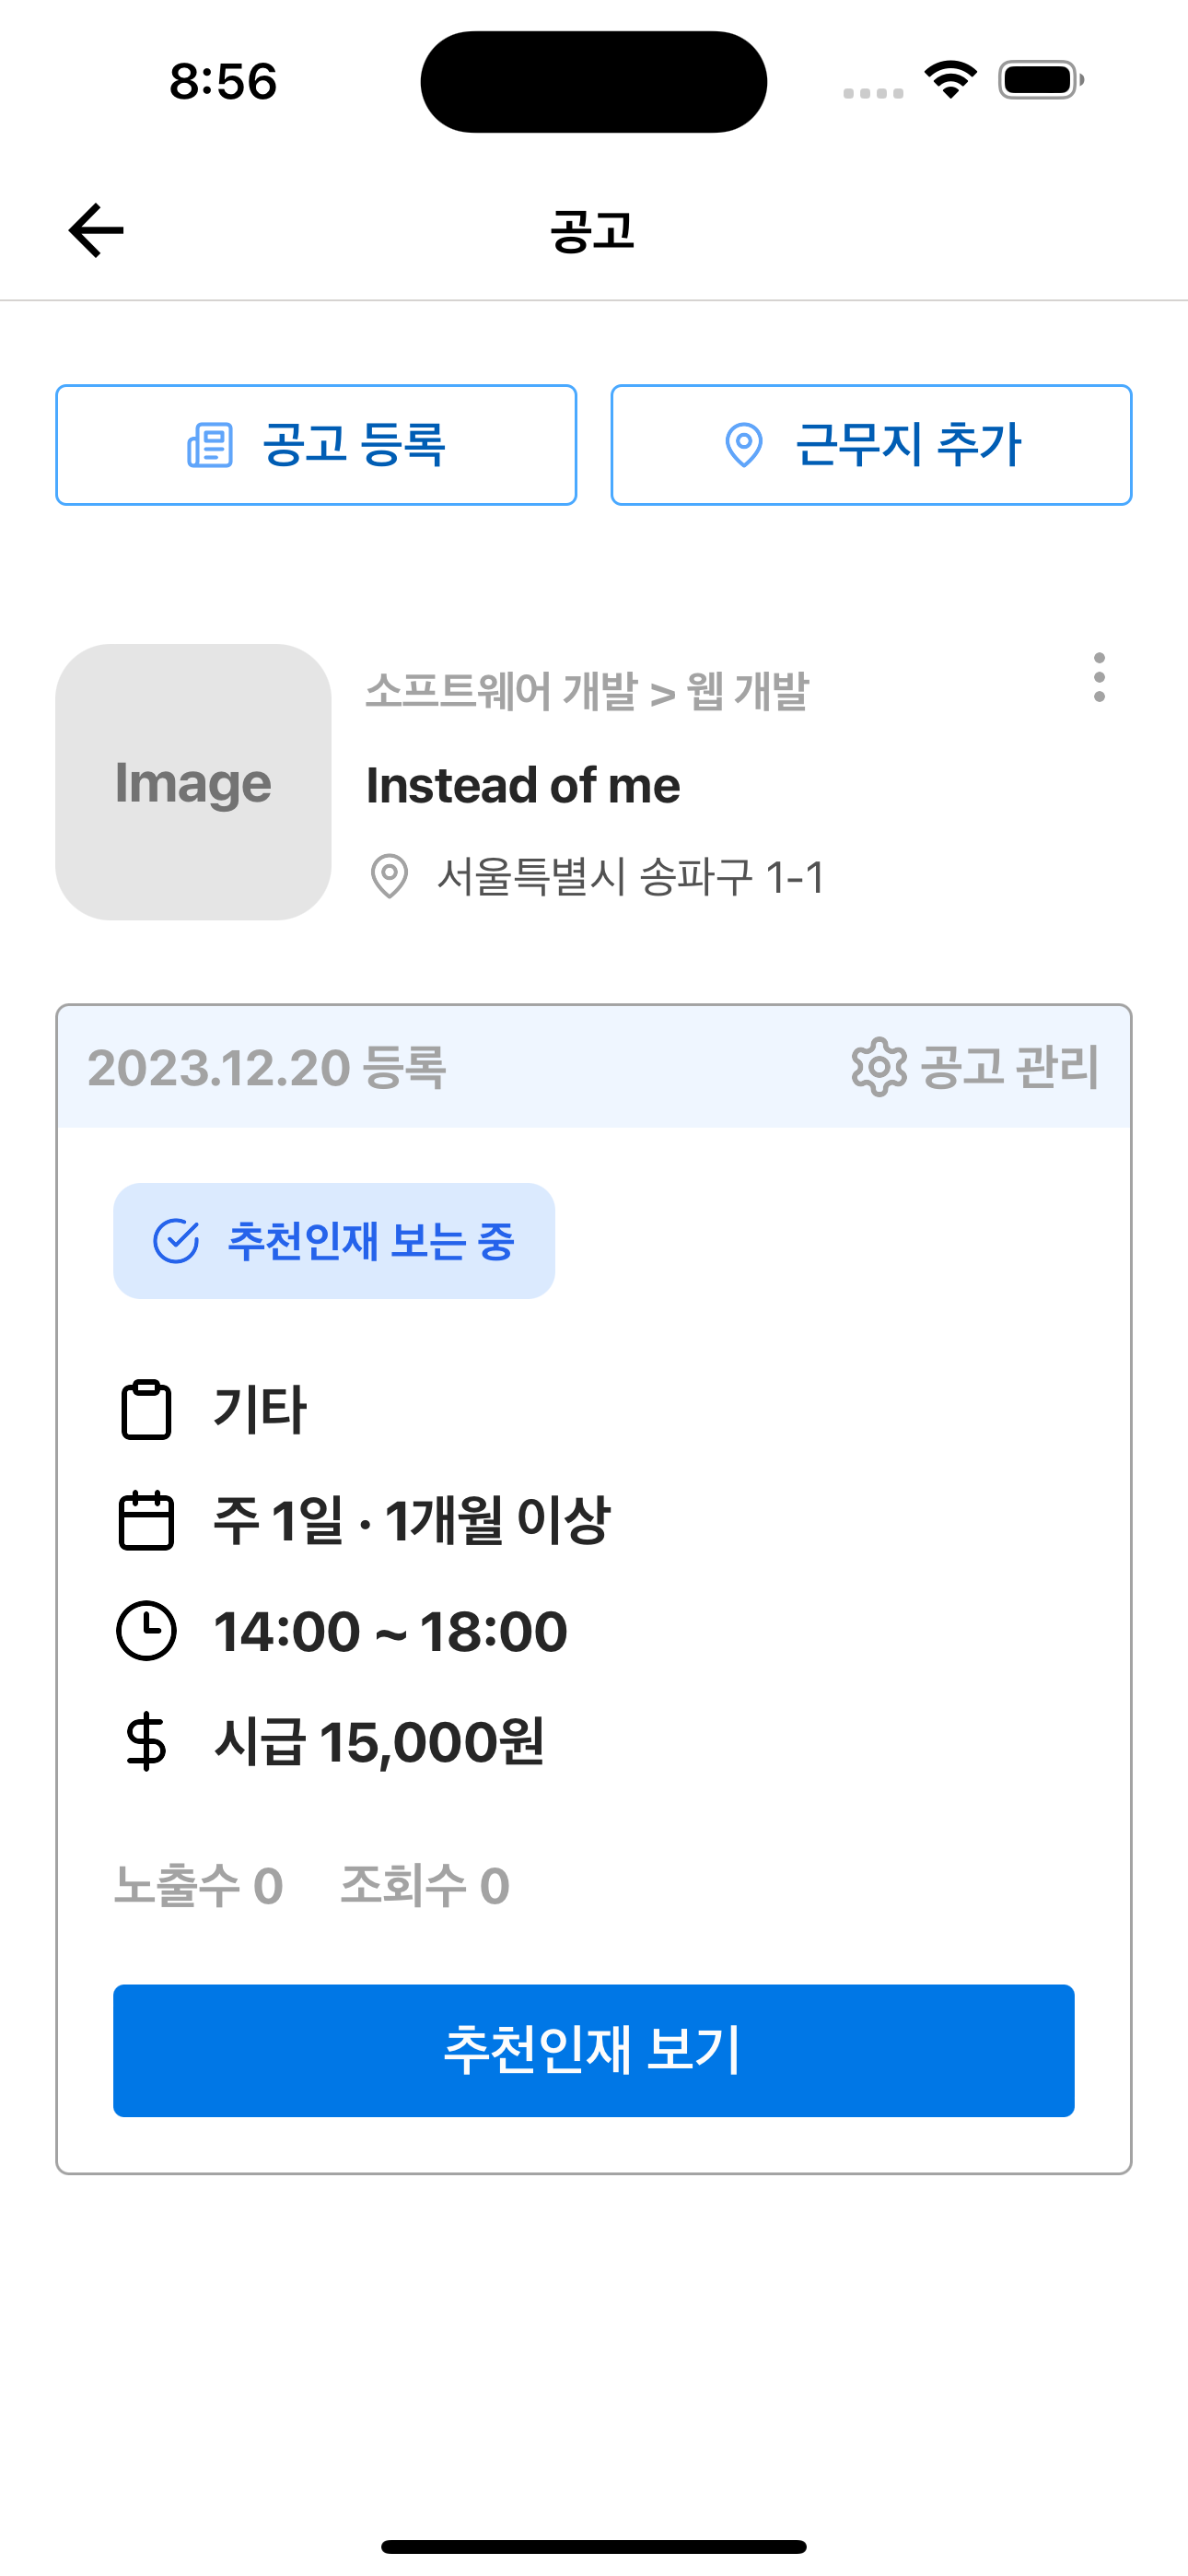 8:56
공고
공고 등록
근무지 추가
Image
소프트웨어 개발 > 웹 개발
Instead of me
서울특별시 송파구 1-1
2023.12.20 등록
공고 관리
추천인재 보는 중
기타
주 1일 · 1개월 이상
14:00 ~ 18:00
시급 15,000원
노출수 0 조회수 0
추천인재 보기